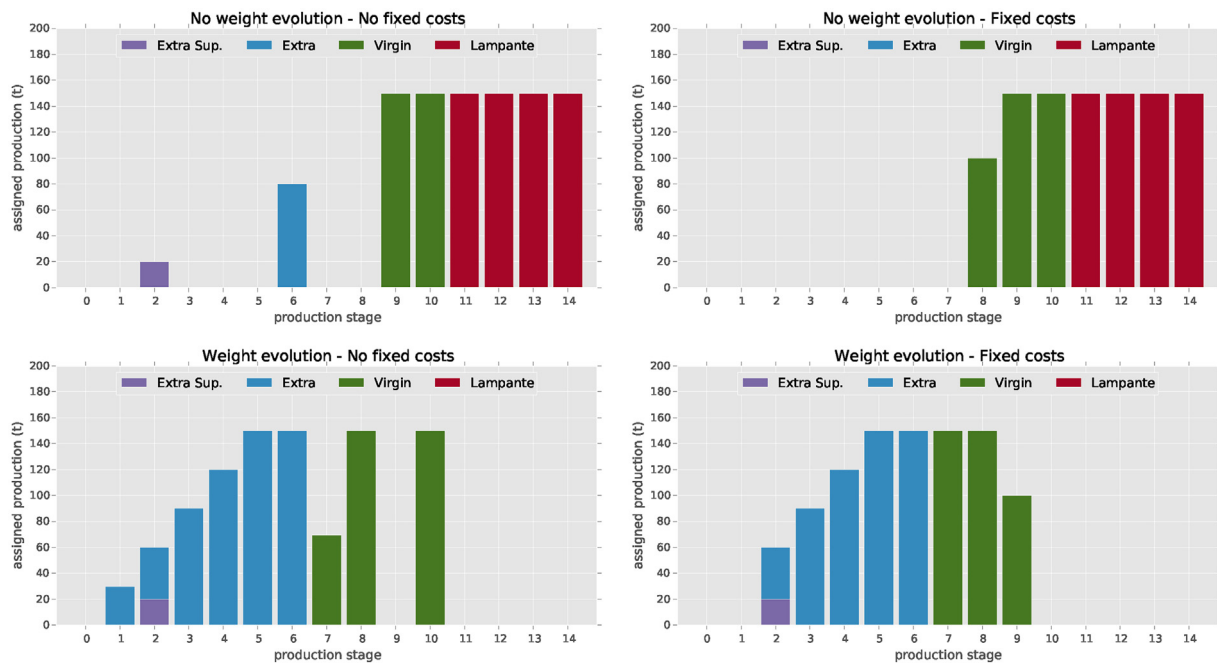 No weight evolution - No fixed costs
Extra Sup. Extra Virgin Lampante
assigned production (t)
200
180
160
140
120
100
80
60
40
20
0
0 1 2 3 4 5 6 7 8 9 10 11 12 13 14
production stage
No weight evolution - Fixed costs
Extra Sup. Extra Virgin Lampante
assigned production (t)
200
180
160
140
120
100
80
60
40
20
0
0 1 2 3 4 5 6 7 8 9 10 11 12 13 14
production stage
Weight evolution - No fixed costs
Extra Sup. Extra Virgin Lampante
assigned production (t)
200
180
160
140
120
100
80
60
40
20
0
0 1 2 3 4 5 6 7 8 9 10 11 12 13 14
production stage
Weight evolution - Fixed costs
Extra Sup. Extra Virgin Lampante
assigned production (t)
200
180
160
140
120
100
80
60
40
20
0
0 1 2 3 4 5 6 7 8 9 10 11 12 13 14
production stage